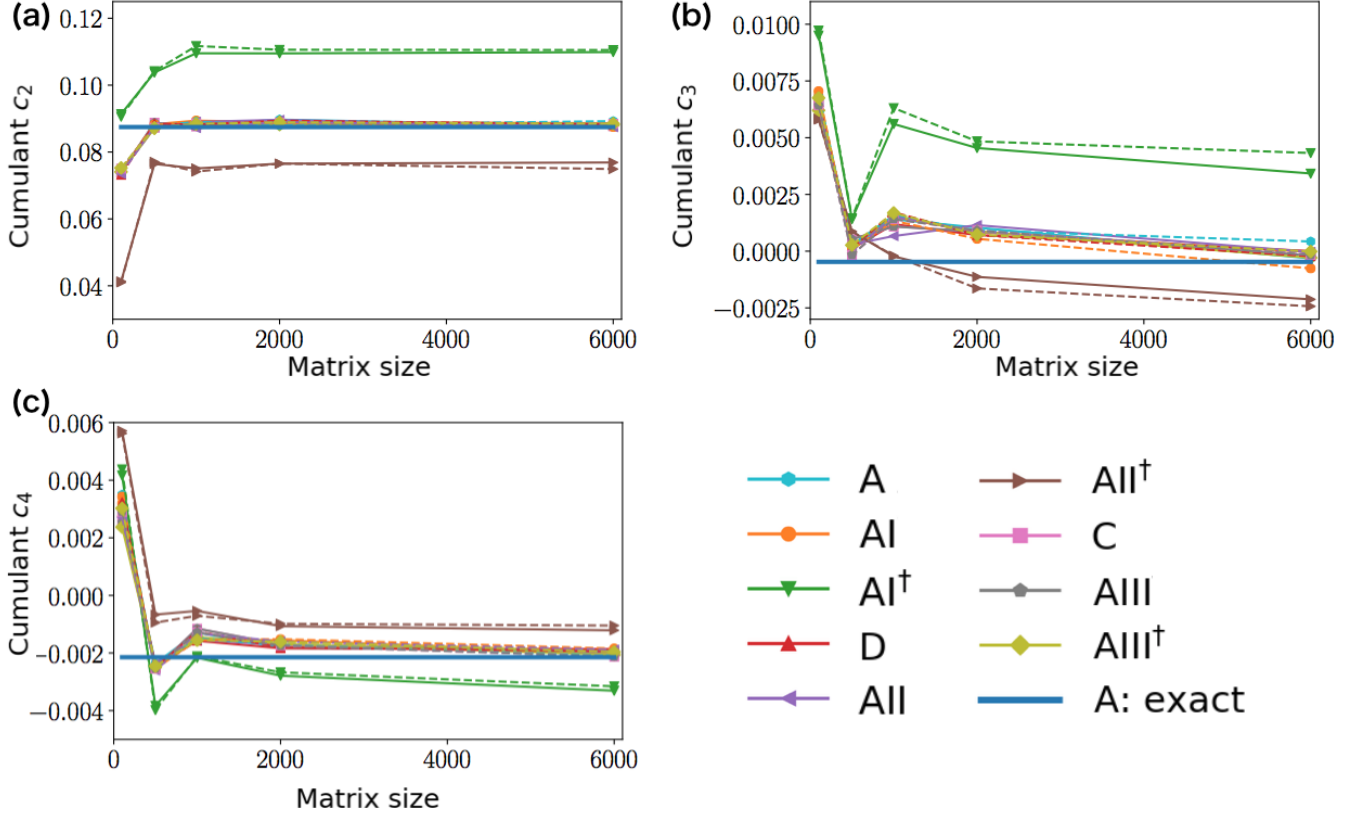 (a)
Cumulant c₂
0.12
0.10
0.08
0.06
0.04
0
2000
4000
6000
Matrix size
(b)
Cumulant c₃
0.0100
0.0075
0.0050
0.0025
0.0000
−0.0025
0
2000
4000
6000
Matrix size
(c)
Cumulant c₄
0.006
0.004
0.002
0.000
−0.002
−0.004
0
2000
4000
6000
Matrix size
A
AI
AI†
D
AII
AII†
C
AIII
AIII†
A: exact